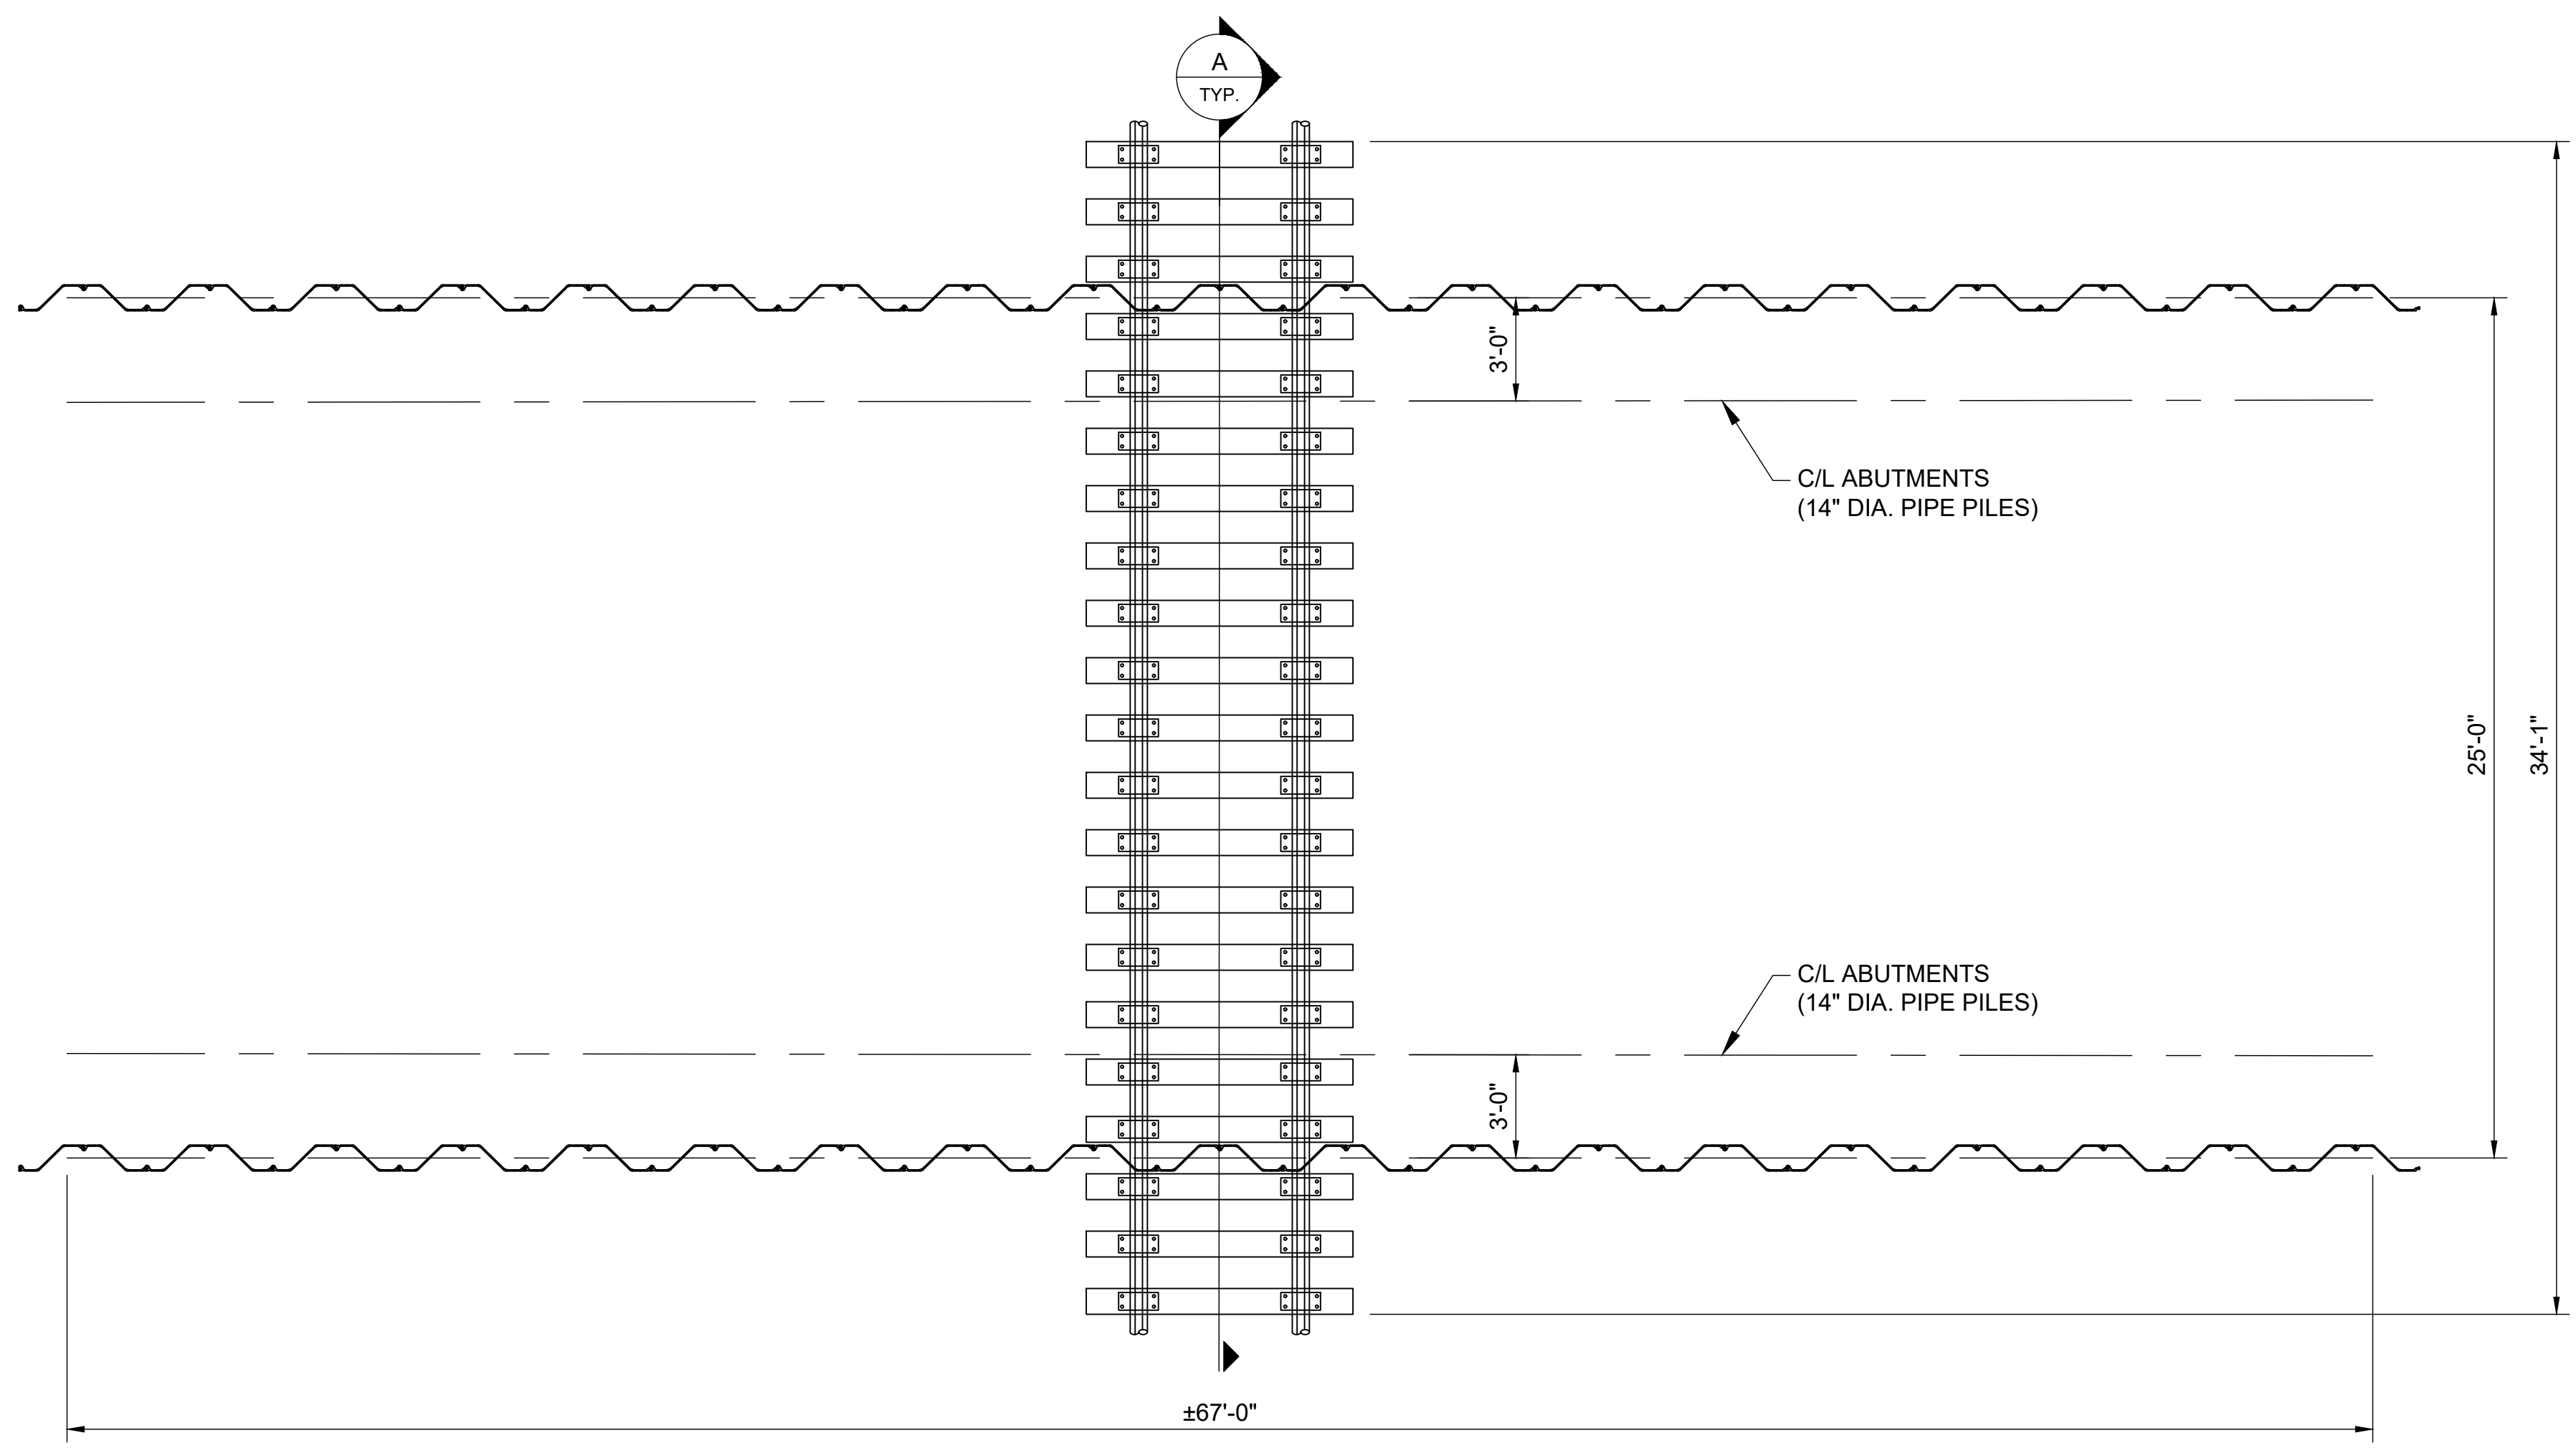 A
TYP.
3'-0"
C/L ABUTMENTS
(14" DIA. PIPE PILES)
25'-0"
34'-1"
C/L ABUTMENTS
(14" DIA. PIPE PILES)
3'-0"
±67'-0"